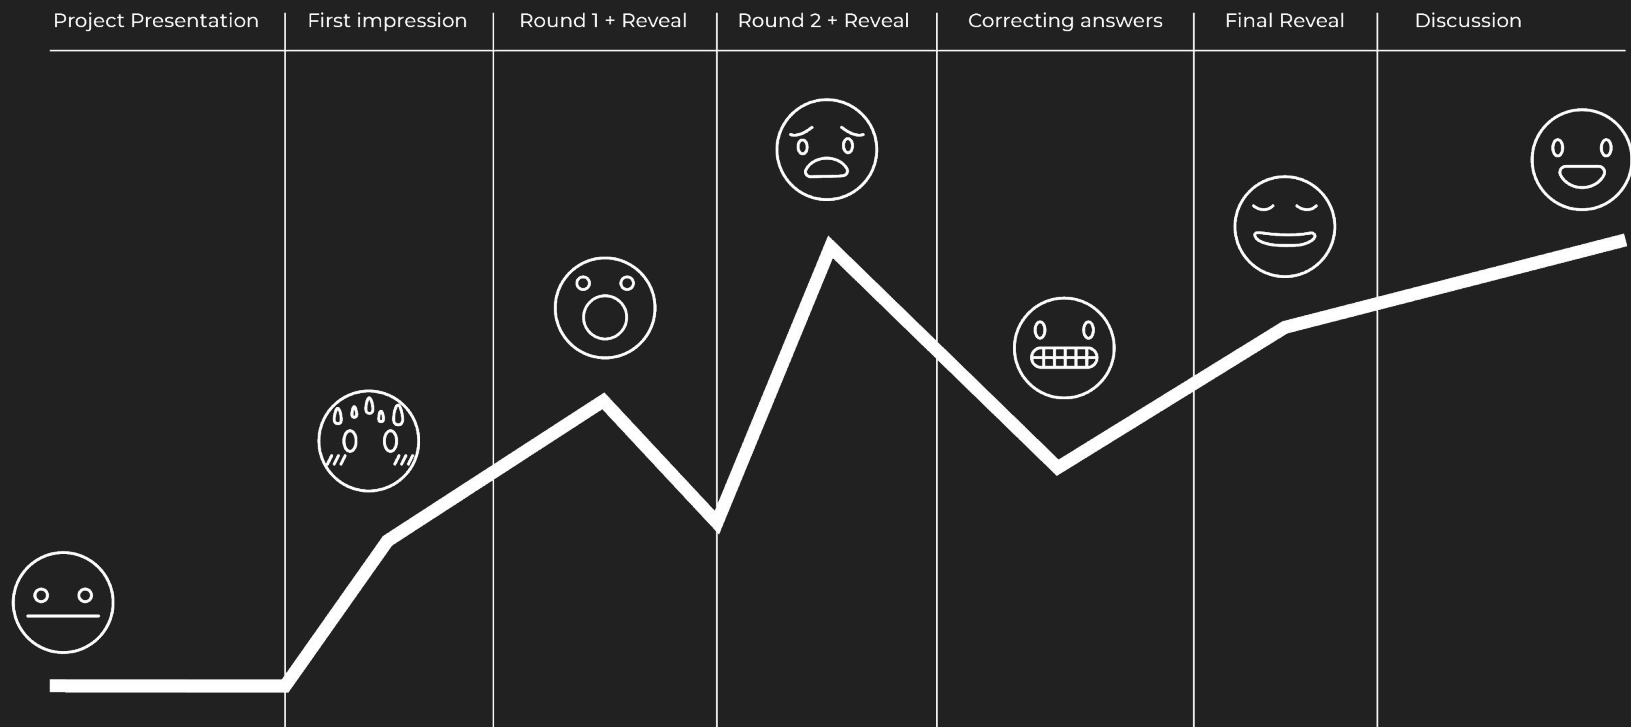 Project Presentation
First impression
Round 1 + Reveal
Round 2 + Reveal
Correcting answers
Final Reveal
Discussion